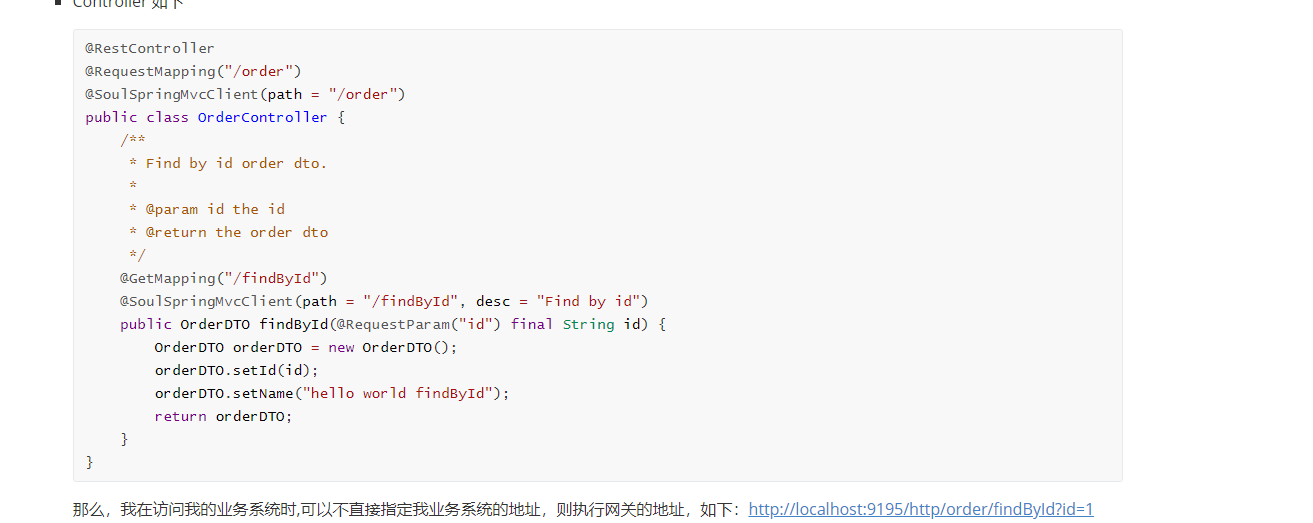 Controller 如下
@RestController
@RequestMapping("/order")
@SoulSpringMvcClient(path = "/order")
public class OrderController {
    /**
     * Find by id order dto.
     *
     * @param id the id
     * @return the order dto
     */
    @GetMapping("/findById")
    @SoulSpringMvcClient(path = "/findById", desc = "Find by id")
    public OrderDTO findById(@RequestParam("id") final String id) {
        OrderDTO orderDTO = new OrderDTO();
        orderDTO.setId(id);
        orderDTO.setName("hello world findById");
        return orderDTO;
    }
}
那么，我在访问我的业务系统时,可以不直接指定我业务系统的地址，则执行网关的地址，如下：http://localhost:9195/http/order/findById?id=1